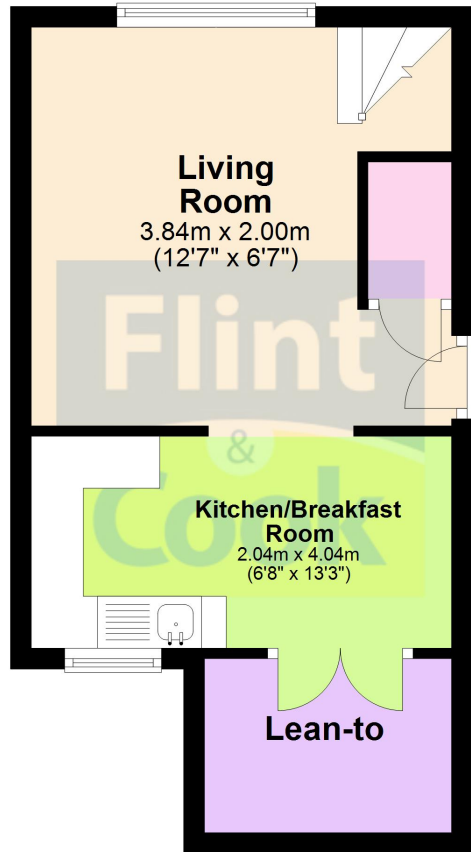 Living
Room
3.84m x 2.00m
(12'7" x 6'7")
Flint
&
Cook
Kitchen/Breakfast
Room
2.04m x 4.04m
(6'8" x 13'3")
Lean-to